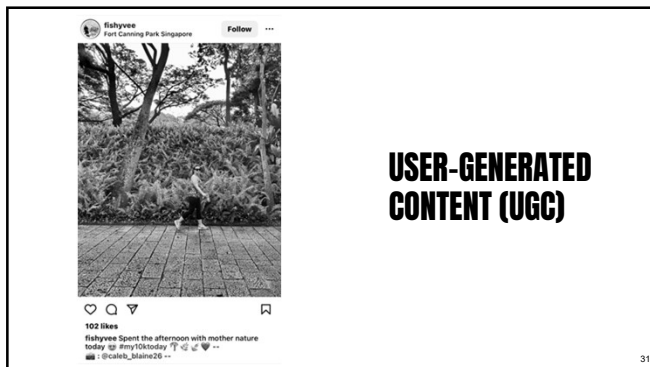 fishyvee
Fort Canning Park Singapore
Follow
USER-GENERATED
CONTENT (UGC)
102 likes
fishyvee Spent the afternoon with mother nature
today #my10ktoday --
: @caleb_blaine26 --
31